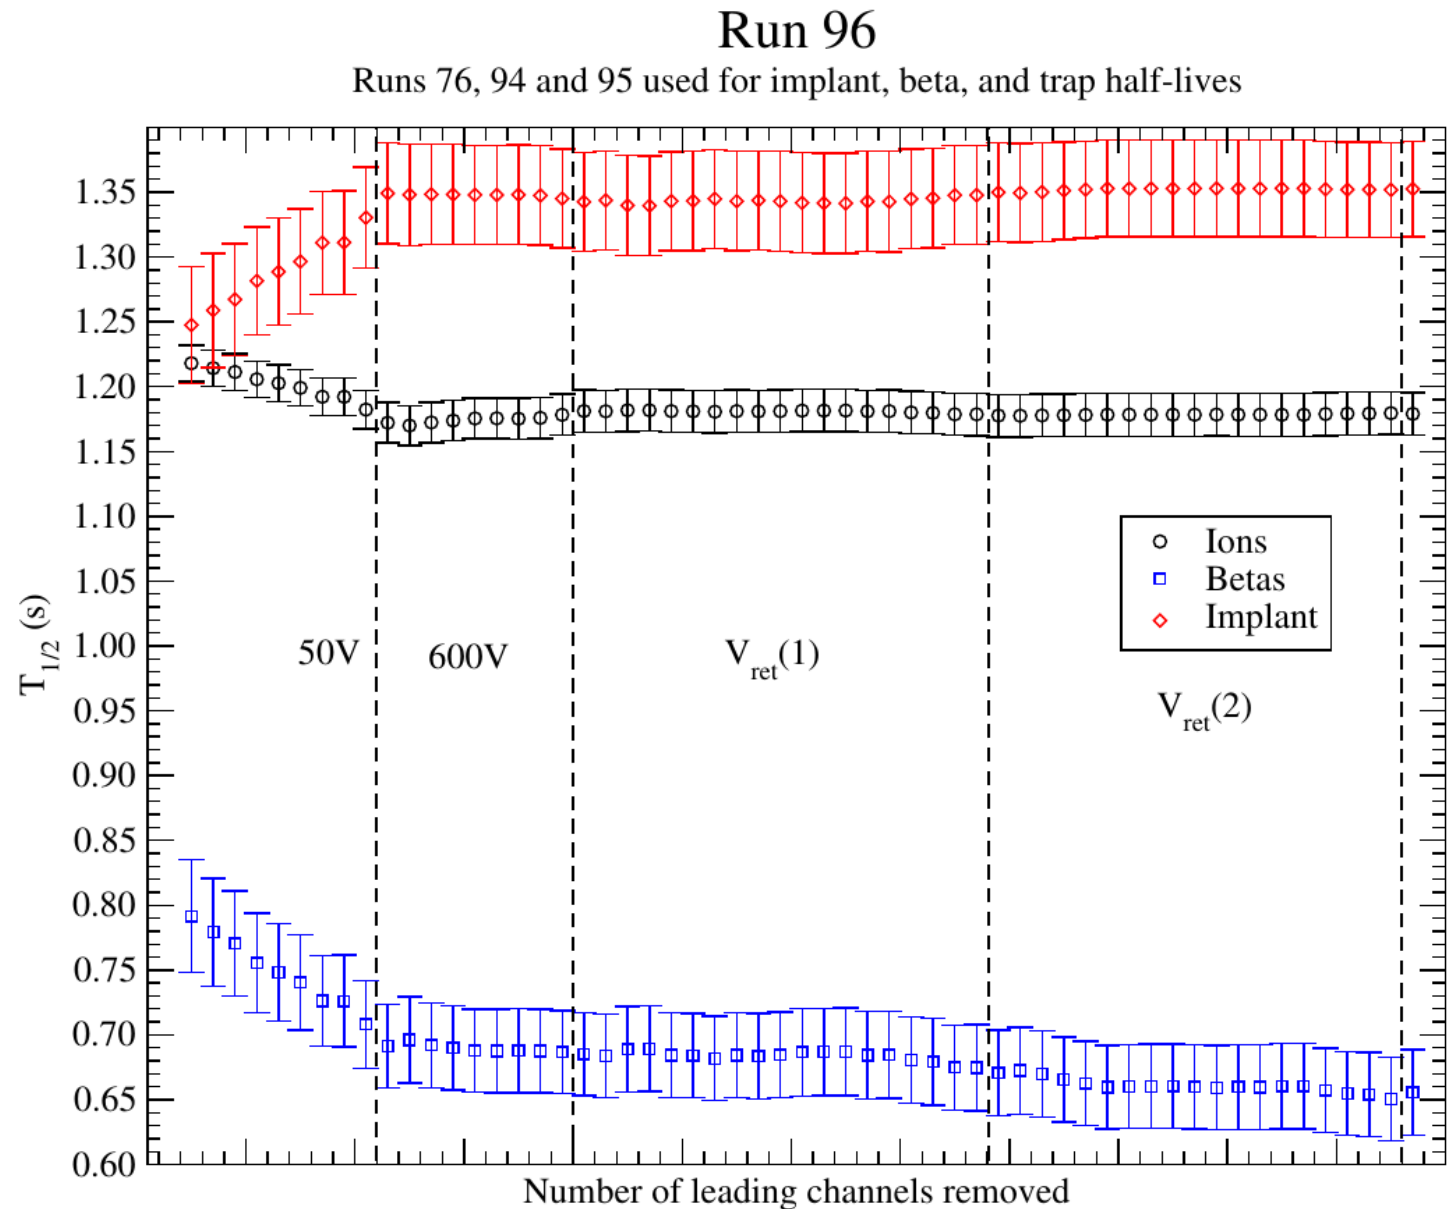 Run 96
Runs 76, 94 and 95 used for implant, beta, and trap half-lives
1.35
1.30
1.25
1.20
1.15
1.10
1.05
1.00
0.95
0.90
0.85
0.80
0.75
0.70
0.65
0.60
T1/2 (s)
50V
600V
Vret(1)
Vret(2)
Ions
Betas
Implant
Number of leading channels removed